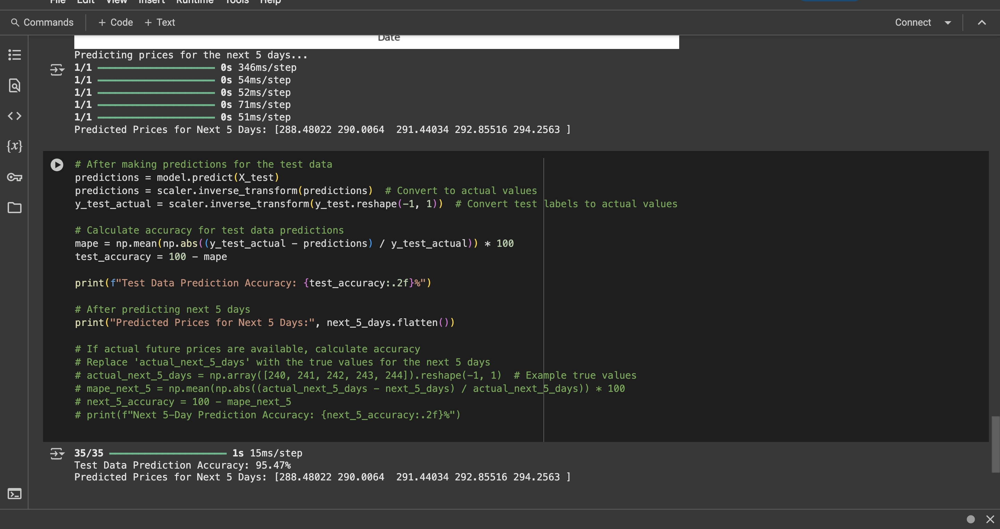 File Edit View Insert Runtime Tools Help
Commands + Code + Text Connect
Date
Predicting prices for the next 5 days...
1/1 0s 346ms/step
1/1 0s 54ms/step
1/1 0s 52ms/step
1/1 0s 71ms/step
1/1 0s 51ms/step
Predicted Prices for Next 5 Days: [288.48022 290.0064  291.44034 292.85516 294.2563 ]
# After making predictions for the test data
predictions = model.predict(X_test)
predictions = scaler.inverse_transform(predictions)  # Convert to actual values
y_test_actual = scaler.inverse_transform(y_test.reshape(-1, 1))  # Convert test labels to actual values
# Calculate accuracy for test data predictions
mape = np.mean(np.abs((y_test_actual - predictions) / y_test_actual)) * 100
test_accuracy = 100 - mape
print(f"Test Data Prediction Accuracy: {test_accuracy:.2f}%")
# After predicting next 5 days
print("Predicted Prices for Next 5 Days:", next_5_days.flatten())
# If actual future prices are available, calculate accuracy
# Replace 'actual_next_5_days' with the true values for the next 5 days
# actual_next_5_days = np.array([240, 241, 242, 243, 244]).reshape(-1, 1)  # Example true values
# mape_next_5 = np.mean(np.abs((actual_next_5_days - next_5_days) / actual_next_5_days)) * 100
# next_5_accuracy = 100 - mape_next_5
# print(f"Next 5-Day Prediction Accuracy: {next_5_accuracy:.2f}%")
35/35 1s 15ms/step
Test Data Prediction Accuracy: 95.47%
Predicted Prices for Next 5 Days: [288.48022 290.0064  291.44034 292.85516 294.2563 ]